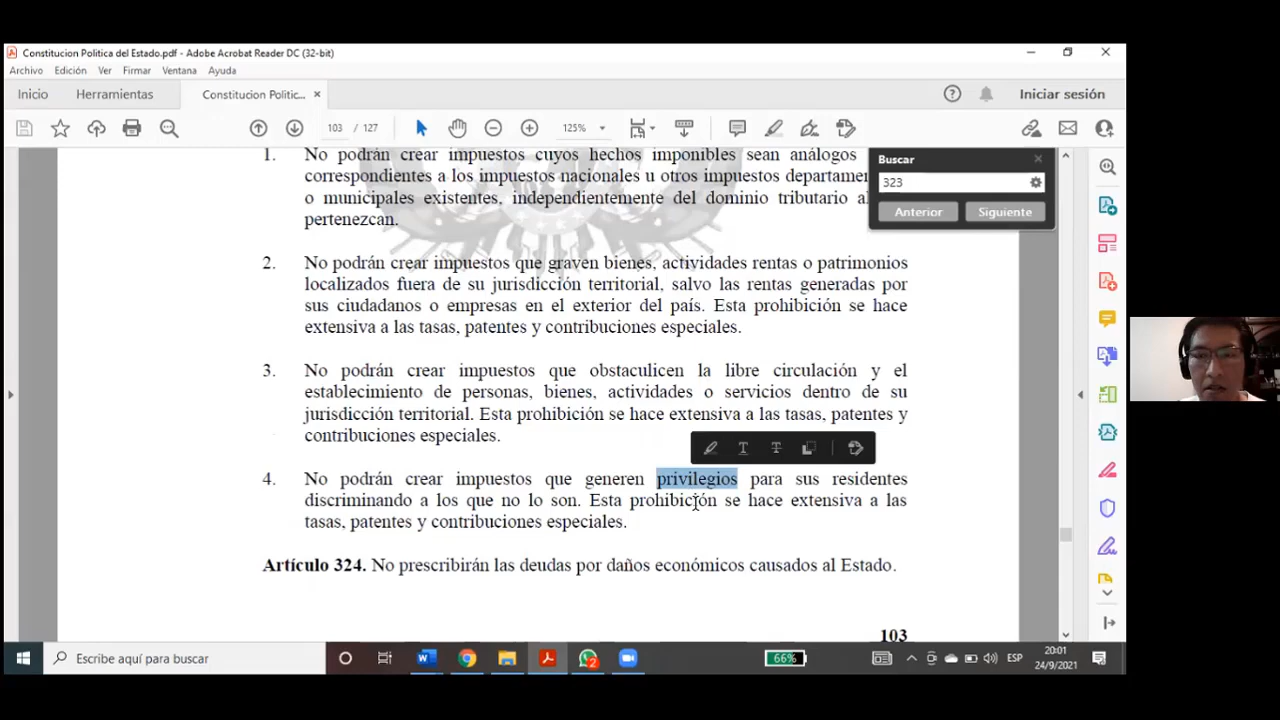 Constitucion Politica del Estado.pdf - Adobe Acrobat Reader DC (32-bit)
Archivo Edición Ver Firmar Ventana Ayuda
Inicio Herramientas Constitucion Politic... Iniciar sesión
103 / 127 125%
Buscar
323
Anterior Siguiente
1. No podrán crear impuestos cuyos hechos imponibles sean análogos
correspondientes a los impuestos nacionales u otros impuestos departame
o municipales existentes, independientemente del dominio tributario al
pertenezcan.
2. No podrán crear impuestos que graven bienes, actividades rentas o patrimonios
localizados fuera de su jurisdicción territorial, salvo las rentas generadas por
sus ciudadanos o empresas en el exterior del país. Esta prohibición se hace
extensiva a las tasas, patentes y contribuciones especiales.
3. No podrán crear impuestos que obstaculicen la libre circulación y el
establecimiento de personas, bienes, actividades o servicios dentro de su
jurisdicción territorial. Esta prohibición se hace extensiva a las tasas, patentes y
contribuciones especiales.
4. No podrán crear impuestos que generen privilegios para sus residentes
discriminando a los que no lo son. Esta prohibición se hace extensiva a las
tasas, patentes y contribuciones especiales.
Artículo 324. No prescribirán las deudas por daños económicos causados al Estado.
103
Escribe aquí para buscar
66%
ESP
20:01
24/9/2021